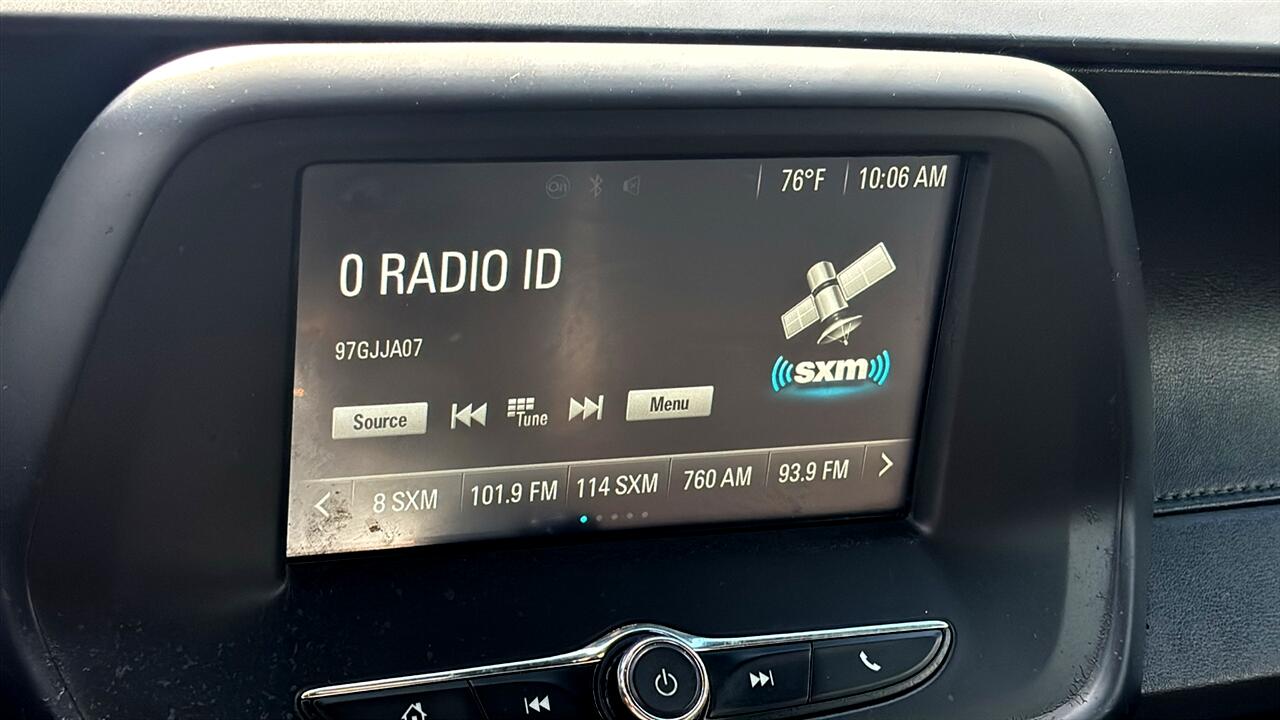 76°F 10:06 AM
0 RADIO ID
97GJJA07
sxm
Source Tune Menu
8 SXM 101.9 FM 114 SXM 760 AM 93.9 FM